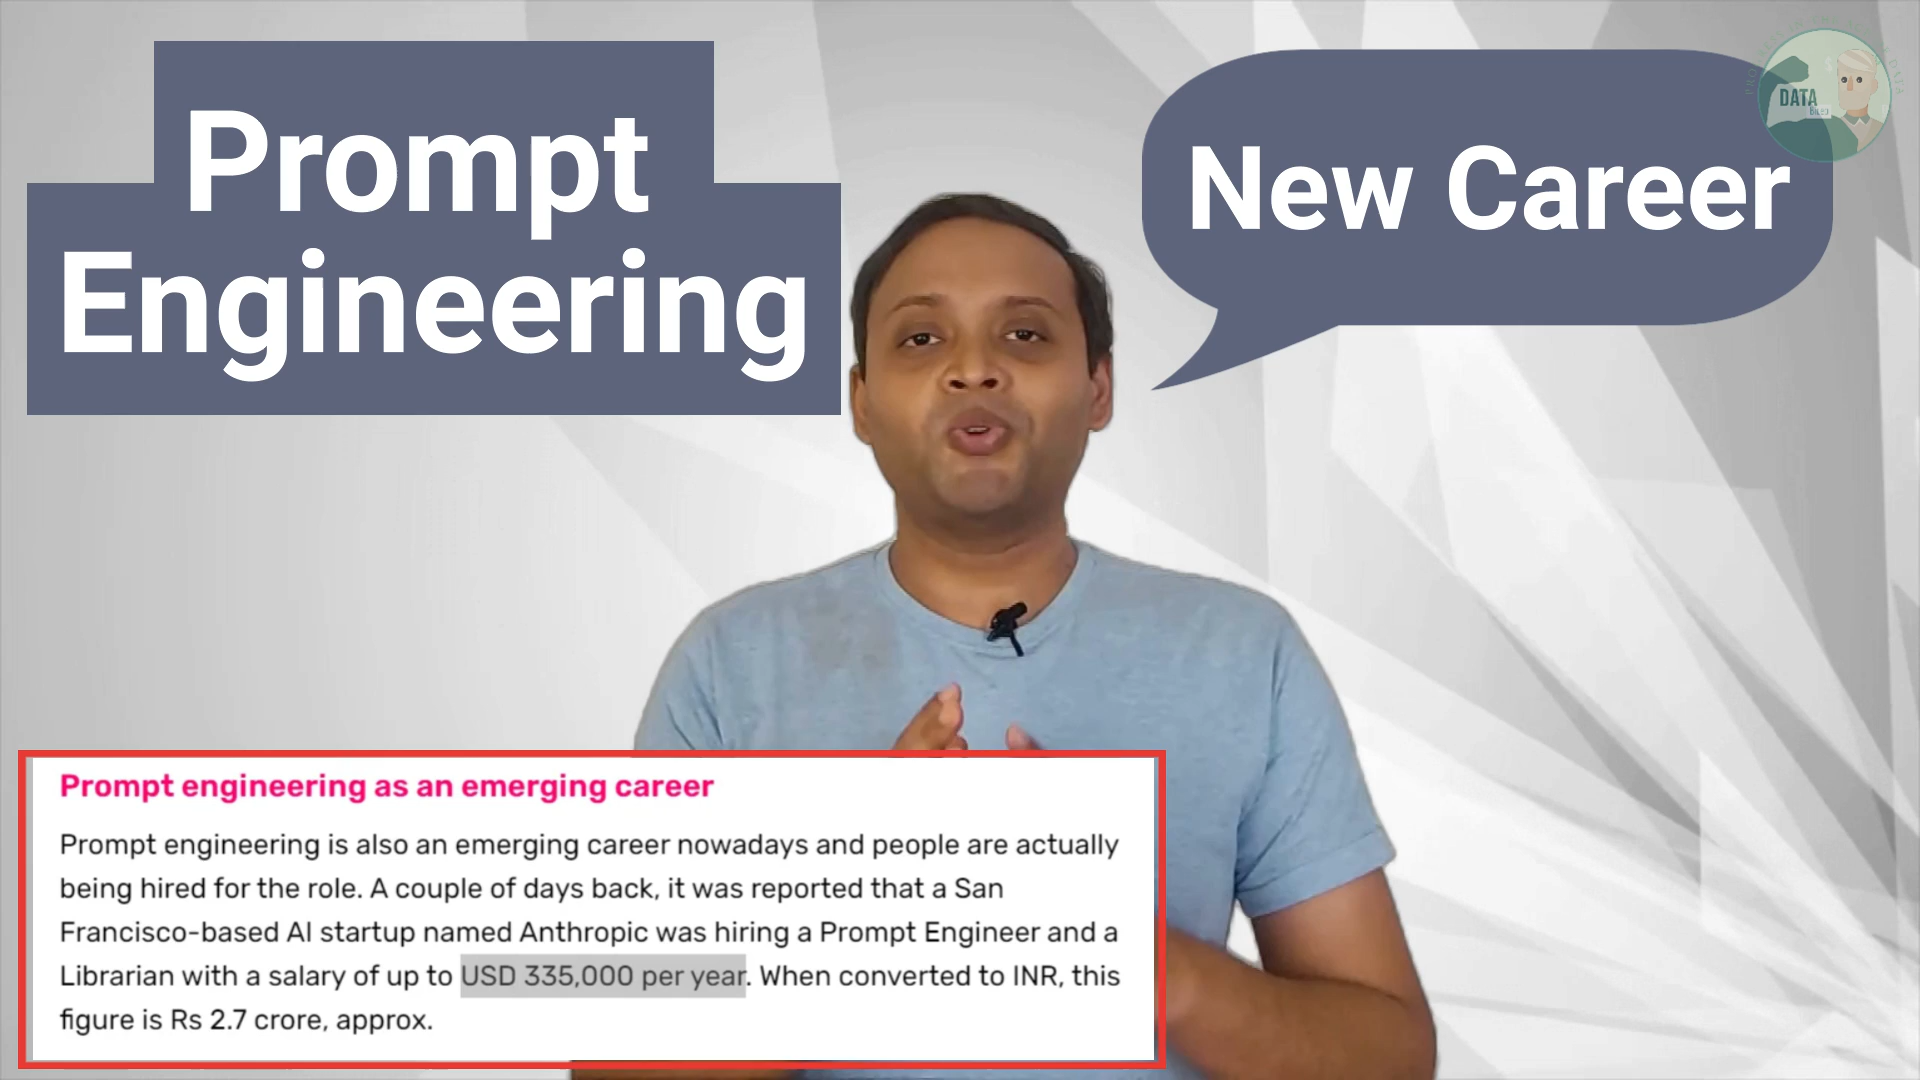 Prompt
Engineering
New Career
DATA
Prompt engineering as an emerging career
Prompt engineering is also an emerging career nowadays and people are actually
being hired for the role. A couple of days back, it was reported that a San
Francisco-based AI startup named Anthropic was hiring a Prompt Engineer and a
Librarian with a salary of up to USD 335,000 per year. When converted to INR, this
figure is Rs 2.7 crore, approx.